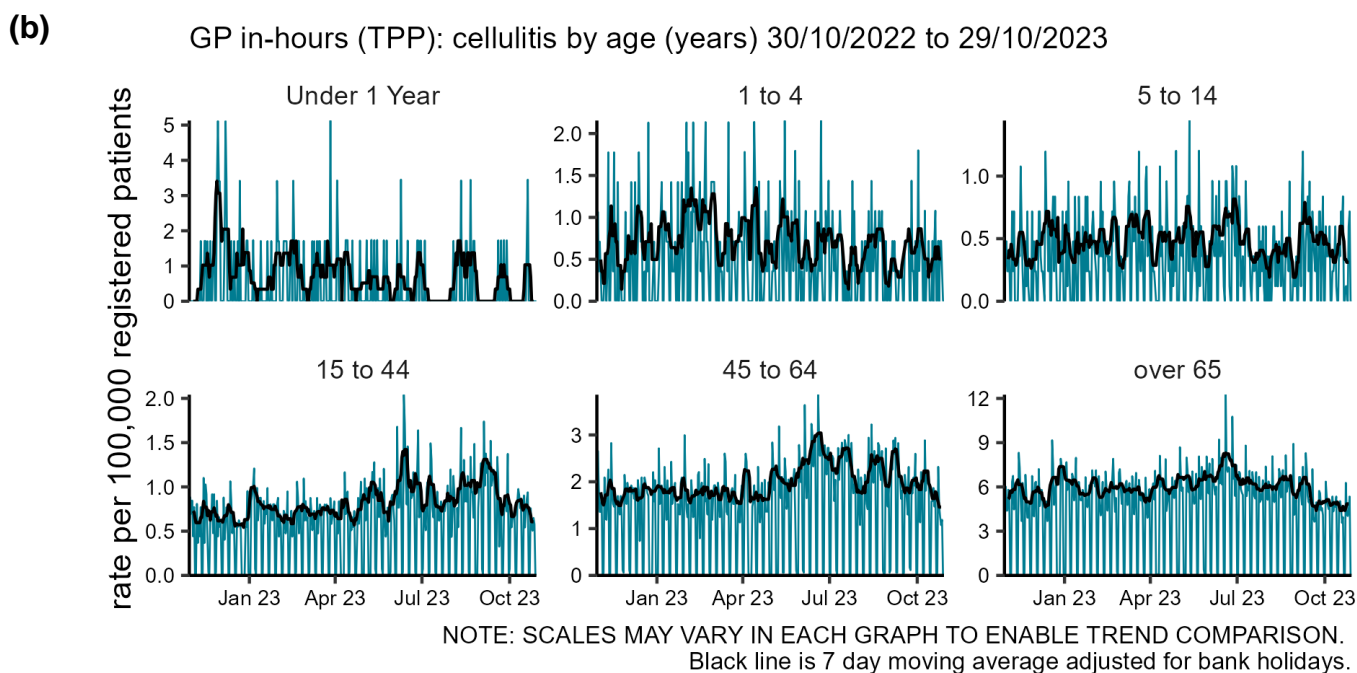 (b)
GP in-hours (TPP): cellulitis by age (years) 30/10/2022 to 29/10/2023
rate per 100,000 registered patients
Under 1 Year
5
4
3
2
1
0
1 to 4
2.0
1.5
1.0
0.5
0.0
5 to 14
1.0
0.5
0.0
15 to 44
2.0
1.5
1.0
0.5
0.0
Jan 23 Apr 23 Jul 23 Oct 23
45 to 64
3
2
1
0
Jan 23 Apr 23 Jul 23 Oct 23
over 65
12
9
6
3
0
Jan 23 Apr 23 Jul 23 Oct 23
NOTE: SCALES MAY VARY IN EACH GRAPH TO ENABLE TREND COMPARISON.
Black line is 7 day moving average adjusted for bank holidays.